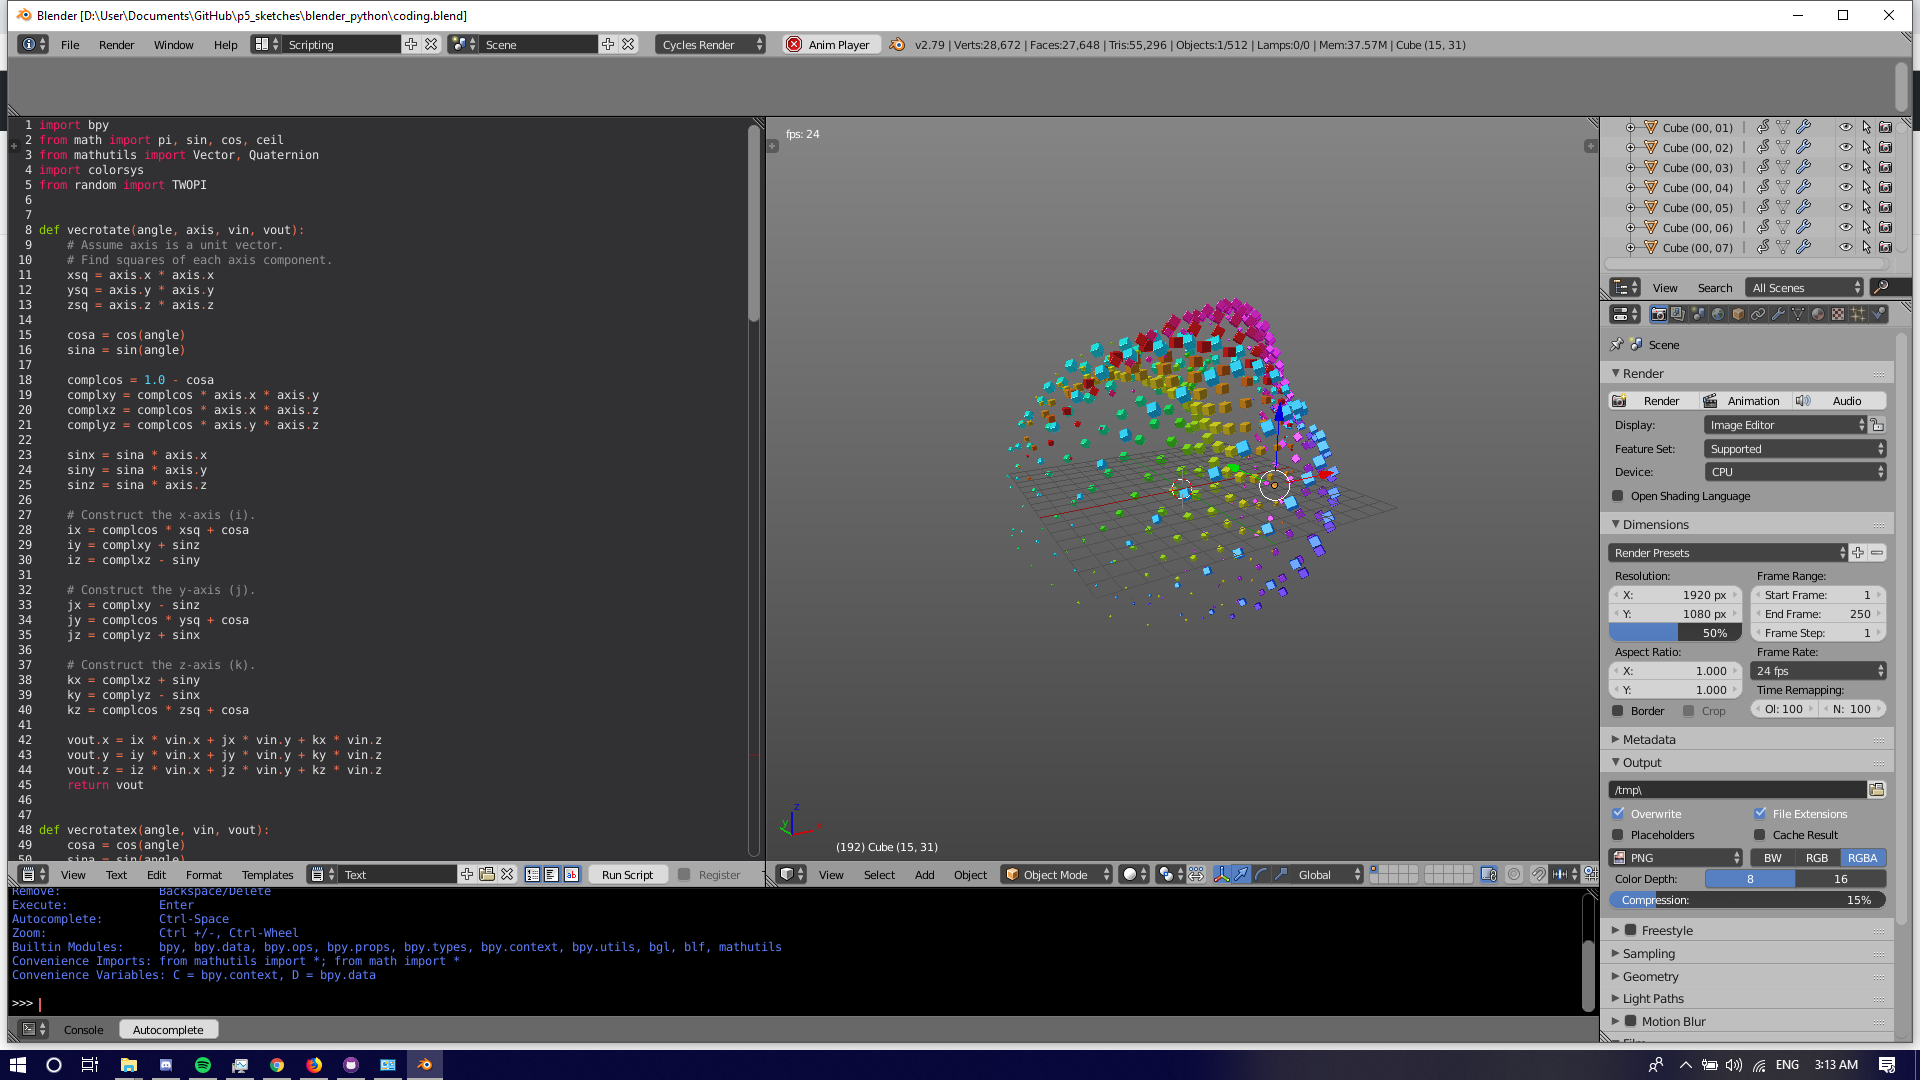 Blender [D:\User\Documents\GitHub\p5_sketches\blender_python\coding.blend]
File Render Window Help Scripting Scene Cycles Render Anim Player v2.79 | Verts:28,672 | Faces:27,648 | Tris:55,296 | Objects:1/512 | Lamps:0/0 | Mem:37.57M | Cube (15, 31)
1 import bpy
2 from math import pi, sin, cos, ceil
3 from mathutils import Vector, Quaternion
4 import colorsys
5 from random import TWOPI
6
7
8 def vecrotate(angle, axis, vin, vout):
9 # Assume axis is a unit vector.
10 # Find squares of each axis component.
11 xsq = axis.x * axis.x
12 ysq = axis.y * axis.y
13 zsq = axis.z * axis.z
14
15 cosa = cos(angle)
16 sina = sin(angle)
17
18 complcos = 1.0 - cosa
19 complxy = complcos * axis.x * axis.y
20 complxz = complcos * axis.x * axis.z
21 complyz = complcos * axis.y * axis.z
22
23 sinx = sina * axis.x
24 siny = sina * axis.y
25 sinz = sina * axis.z
26
27 # Construct the x-axis (i).
28 ix = complcos * xsq + cosa
29 iy = complxy + sinz
30 iz = complxz - siny
31
32 # Construct the y-axis (j).
33 jx = complxy - sinz
34 jy = complcos * ysq + cosa
35 jz = complyz + sinx
36
37 # Construct the z-axis (k).
38 kx = complxz + siny
39 ky = complyz - sinx
40 kz = complcos * zsq + cosa
41
42 vout.x = ix * vin.x + jx * vin.y + kx * vin.z
43 vout.y = iy * vin.x + jy * vin.y + ky * vin.z
44 vout.z = iz * vin.x + jz * vin.y + kz * vin.z
45 return vout
46
47
48 def vecrotatex(angle, vin, vout):
49 cosa = cos(angle)
50 sina = sin(angle)
View Text Edit Format Templates Text Run Script Register
fps: 24
z
y
x
(192) Cube (15, 31)
View Select Add Object Object Mode Global
Remove: Backspace/Delete
Execute: Enter
Autocomplete: Ctrl-Space
Zoom: Ctrl +/-, Ctrl-Wheel
Builtin Modules: bpy, bpy.data, bpy.ops, bpy.props, bpy.types, bpy.context, bpy.utils, bgl, blf, mathutils
Convenience Imports: from mathutils import *; from math import *
Convenience Variables: C = bpy.context, D = bpy.data
>>>
Console Autocomplete
Cube (00, 01)
Cube (00, 02)
Cube (00, 03)
Cube (00, 04)
Cube (00, 05)
Cube (00, 06)
Cube (00, 07)
View Search All Scenes
Scene
Render
Render Animation Audio
Display: Image Editor
Feature Set: Supported
Device: CPU
Open Shading Language
Dimensions
Render Presets
Resolution: Frame Range:
X: 1920 px Start Frame: 1
Y: 1080 px End Frame: 250
50% Frame Step: 1
Aspect Ratio: Frame Rate:
X: 1.000 24 fps
Y: 1.000 Time Remapping:
Border Crop Ol: 100 N: 100
Metadata
Output
/tmp\
Overwrite File Extensions
Placeholders Cache Result
PNG BW RGB RGBA
Color Depth: 8 16
Compression: 15%
Freestyle
Sampling
Geometry
Light Paths
Motion Blur
ENG 3:13 AM